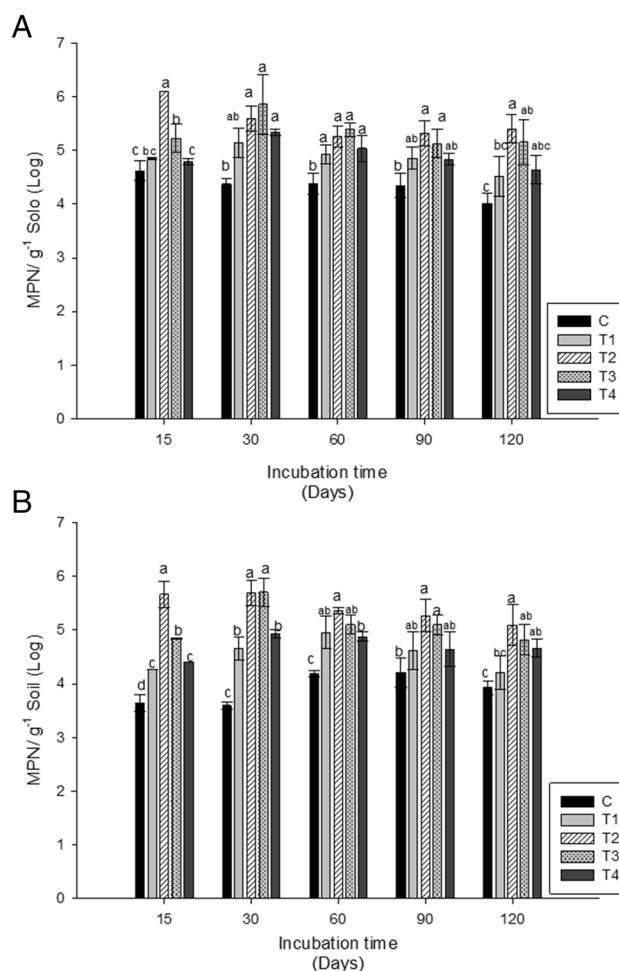 A
MPN/ g-1 Solo (Log)
7
6
5
4
3
2
1
0
c bc a b c
b ab a a a
b a a a a
b ab a a ab
c bc a ab abc
15 30 60 90 120
Incubation time
(Days)
C
T1
T2
T3
T4
B
MPN/ g-1 Soil (Log)
7
6
5
4
3
2
1
0
d c a b c
c b a a b
c ab a ab b
b ab a a ab
c bc a ab ab
15 30 60 90 120
Incubation time
(Days)
C
T1
T2
T3
T4